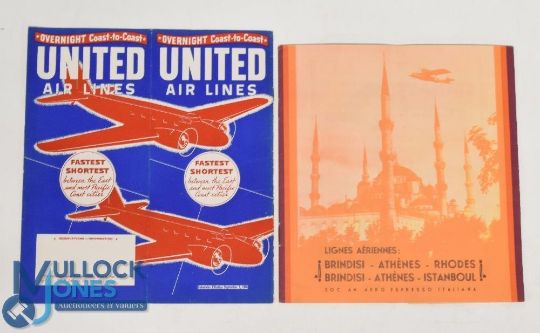 OVERNIGHT Coast-to-Coast
UNITED
AIR LINES
FASTEST
SHORTEST
between the East
and most Pacific
Coast cities
OVERNIGHT Coast-to-Coast
UNITED
AIR LINES
FASTEST
SHORTEST
between the East
and most Pacific
Coast cities
LIGNES AÉRIENNES:
BRINDISI - ATHÈNES - RHODES
BRINDISI - ATHÈNES - ISTANBOUL
SOC. AN. AERO ESPRESSO ITALIANA
MULLOCK
JONES
Auctioneers & Valuers